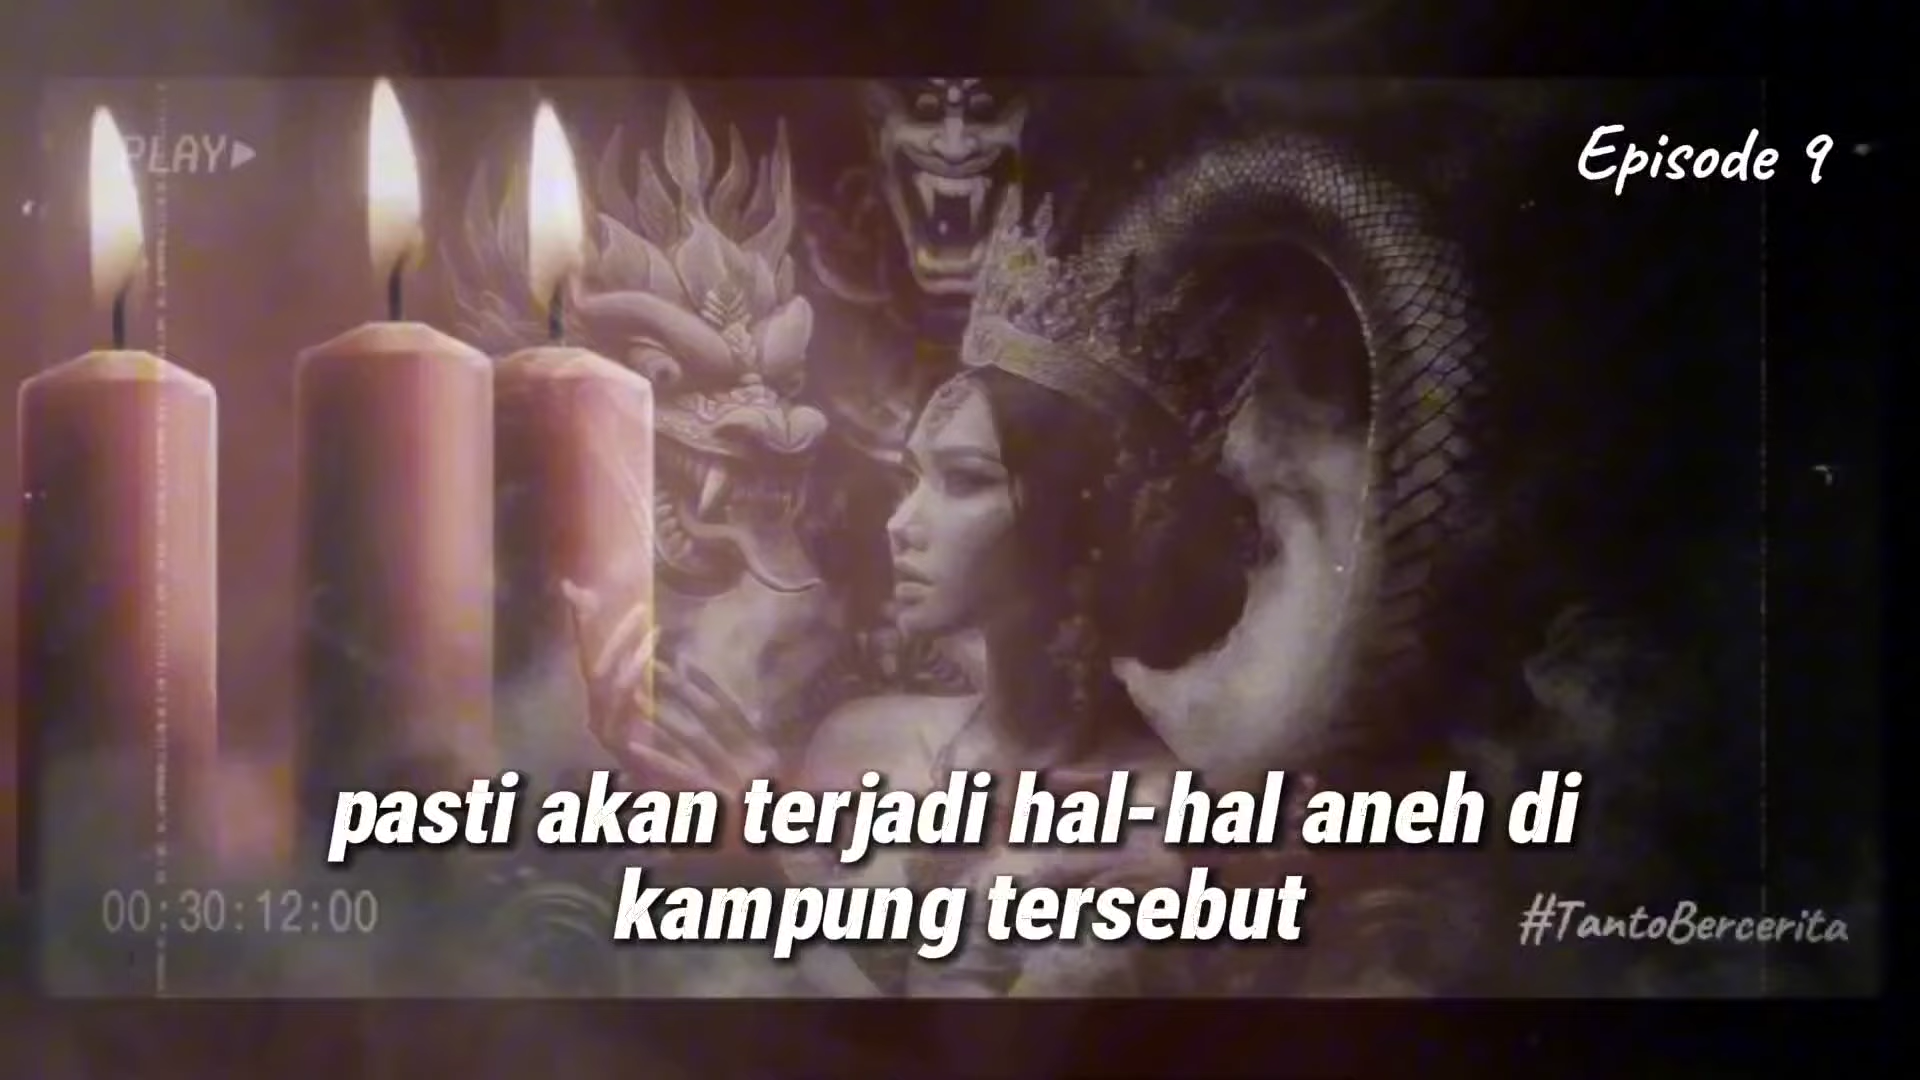 PLAY
Episode 9
pasti akan terjadi hal-hal aneh di
kampung tersebut
00:30:12:00
#TantoBercerita